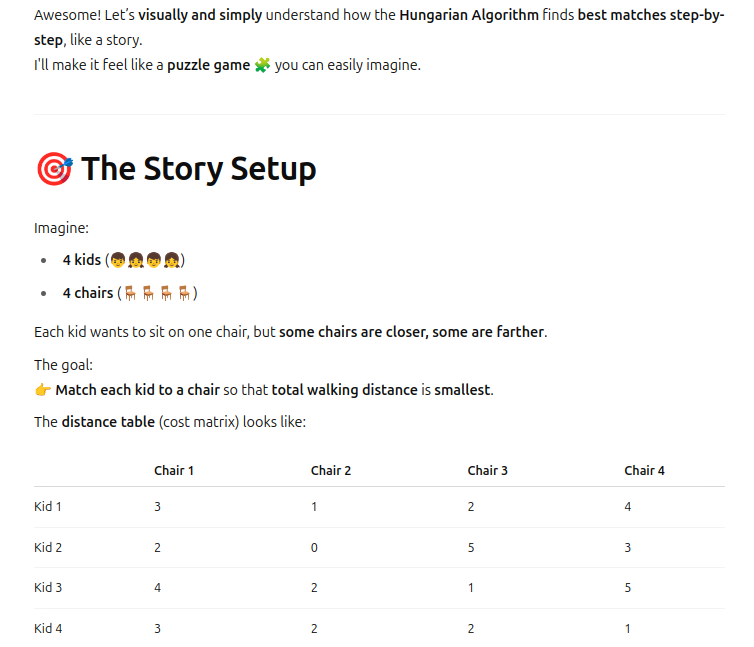 Awesome! Let’s visually and simply understand how the Hungarian Algorithm finds best matches step-by-
step, like a story.
I'll make it feel like a puzzle game 🧩 you can easily imagine.
🎯 The Story Setup
Imagine:
• 4 kids (👦👧👦👧)
• 4 chairs (🪑🪑🪑🪑)
Each kid wants to sit on one chair, but some chairs are closer, some are farther.
The goal:
👉 Match each kid to a chair so that total walking distance is smallest.
The distance table (cost matrix) looks like:
Chair 1 Chair 2 Chair 3 Chair 4
Kid 1 3 1 2 4
Kid 2 2 0 5 3
Kid 3 4 2 1 5
Kid 4 3 2 2 1